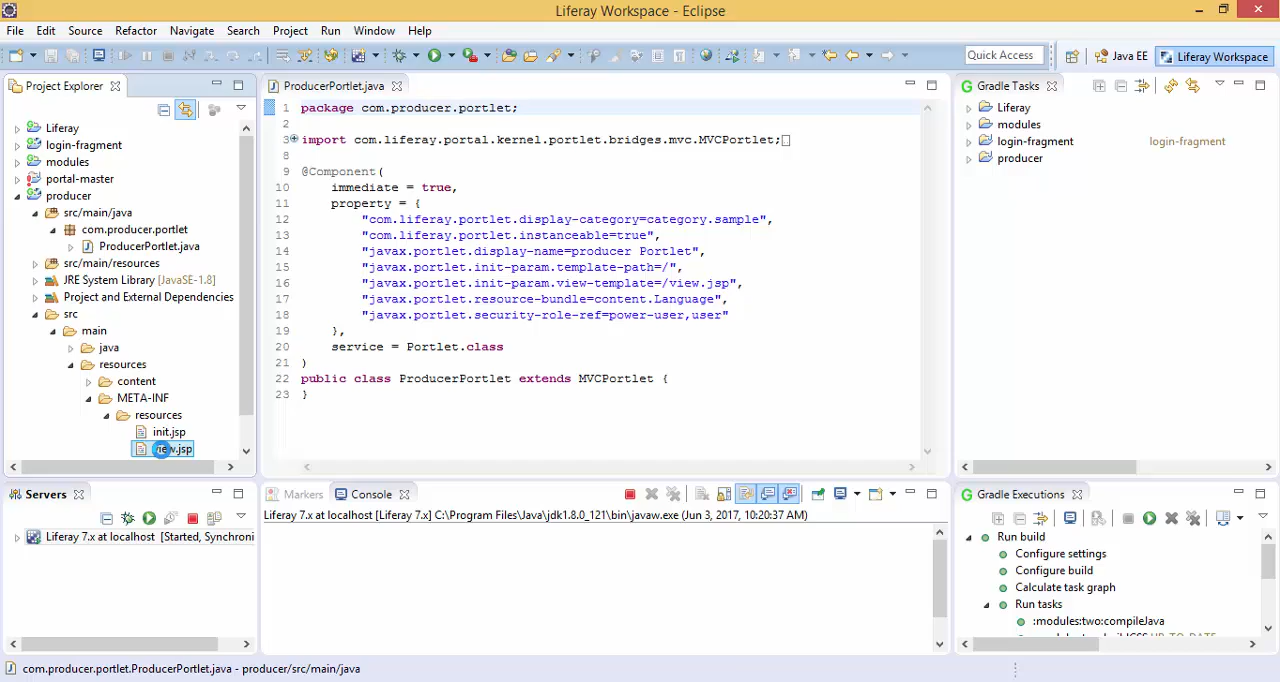 Liferay Workspace - Eclipse
File Edit Source Refactor Navigate Search Project Run Window Help
Quick Access Java EE Liferay Workspace
Project Explorer
Liferay
login-fragment
modules
portal-master
producer
src/main/java
com.producer.portlet
ProducerPortlet.java
src/main/resources
JRE System Library [JavaSE-1.8]
Project and External Dependencies
src
main
java
resources
content
META-INF
resources
init.jsp
view.jsp
ProducerPortlet.java
1 package com.producer.portlet;
2
3 import com.liferay.portal.kernel.portlet.bridges.mvc.MVCPortlet;
8
9 @Component(
10 immediate = true,
11 property = {
12 "com.liferay.portlet.display-category=category.sample",
13 "com.liferay.portlet.instanceable=true",
14 "javax.portlet.display-name=producer Portlet",
15 "javax.portlet.init-param.template-path=/",
16 "javax.portlet.init-param.view-template=/view.jsp",
17 "javax.portlet.resource-bundle=content.Language",
18 "javax.portlet.security-role-ref=power-user,user"
19 },
20 service = Portlet.class
21 )
22 public class ProducerPortlet extends MVCPortlet {
23 }
Gradle Tasks
Liferay
modules
login-fragment login-fragment
producer
Servers
Liferay 7.x at localhost [Started, Synchroni
Markers Console
Liferay 7.x at localhost [Liferay 7.x] C:\Program Files\Java\jdk1.8.0_121\bin\javaw.exe (Jun 3, 2017, 10:20:37 AM)
Gradle Executions
Run build
Configure settings
Configure build
Calculate task graph
Run tasks
:modules:two:compileJava
com.producer.portlet.ProducerPortlet.java - producer/src/main/java